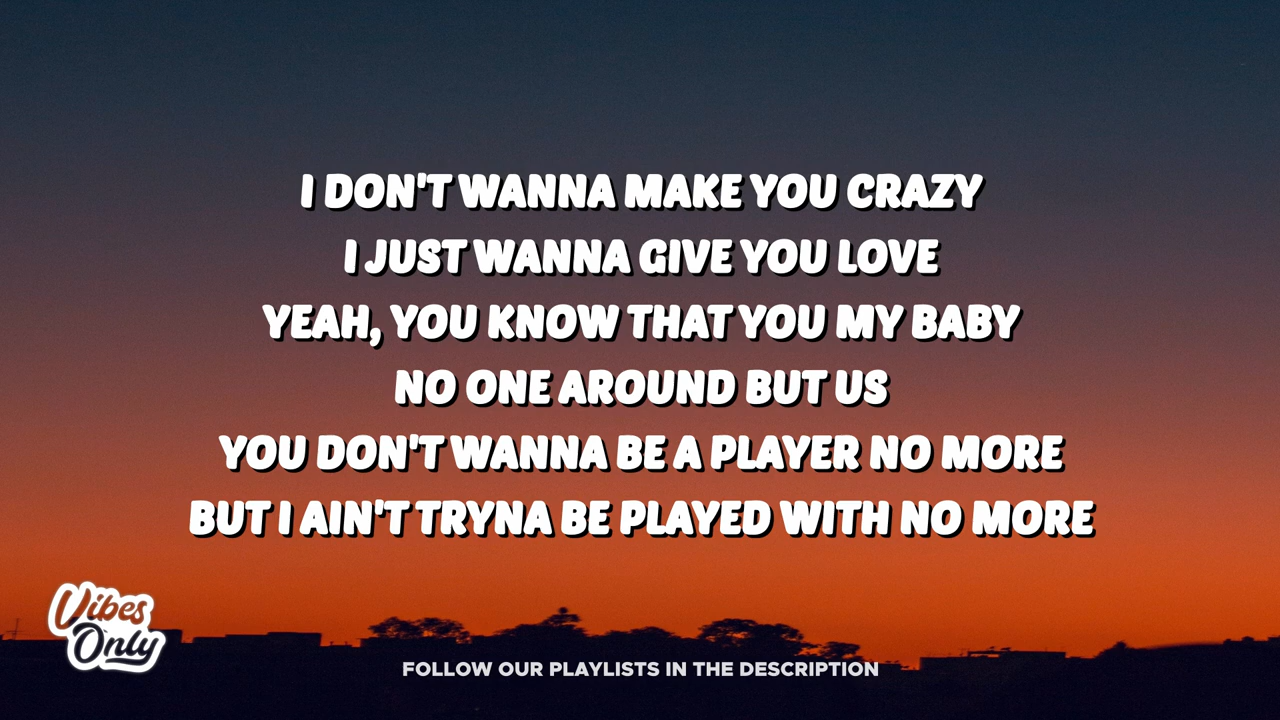 I DON'T WANNA MAKE YOU CRAZY
I JUST WANNA GIVE YOU LOVE
YEAH, YOU KNOW THAT YOU MY BABY
NO ONE AROUND BUT US
YOU DON'T WANNA BE A PLAYER NO MORE
BUT I AIN'T TRYNA BE PLAYED WITH NO MORE
Vibes
Only
FOLLOW OUR PLAYLISTS IN THE DESCRIPTION